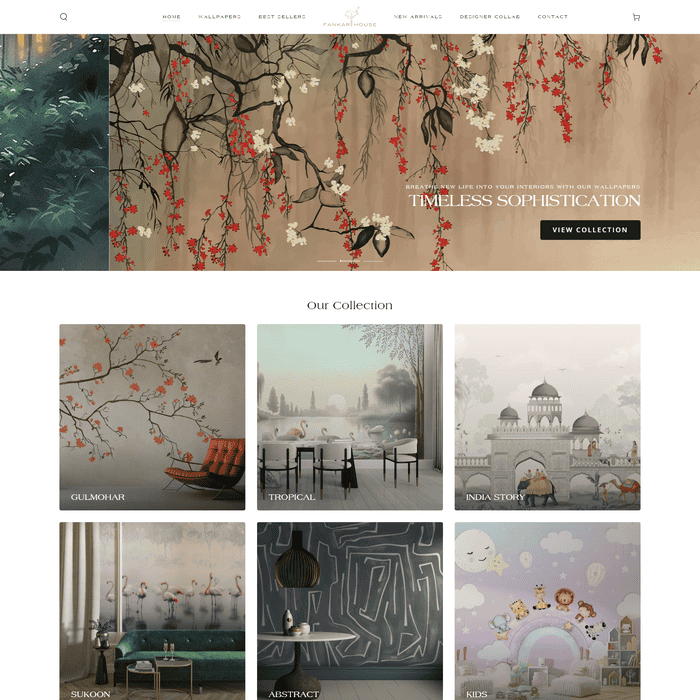 HOME
WALLPAPERS
BEST SELLERS
FANKAR HOUSE
NEW ARRIVALS
DESIGNER COLLAB
CONTACT
BREATHE NEW LIFE INTO YOUR INTERIORS WITH OUR WALLPAPERS
TIMELESS SOPHISTICATION
VIEW COLLECTION
Our Collection
GULMOHAR
TROPICAL
INDIA STORY
SUKOON
ABSTRACT
KIDS